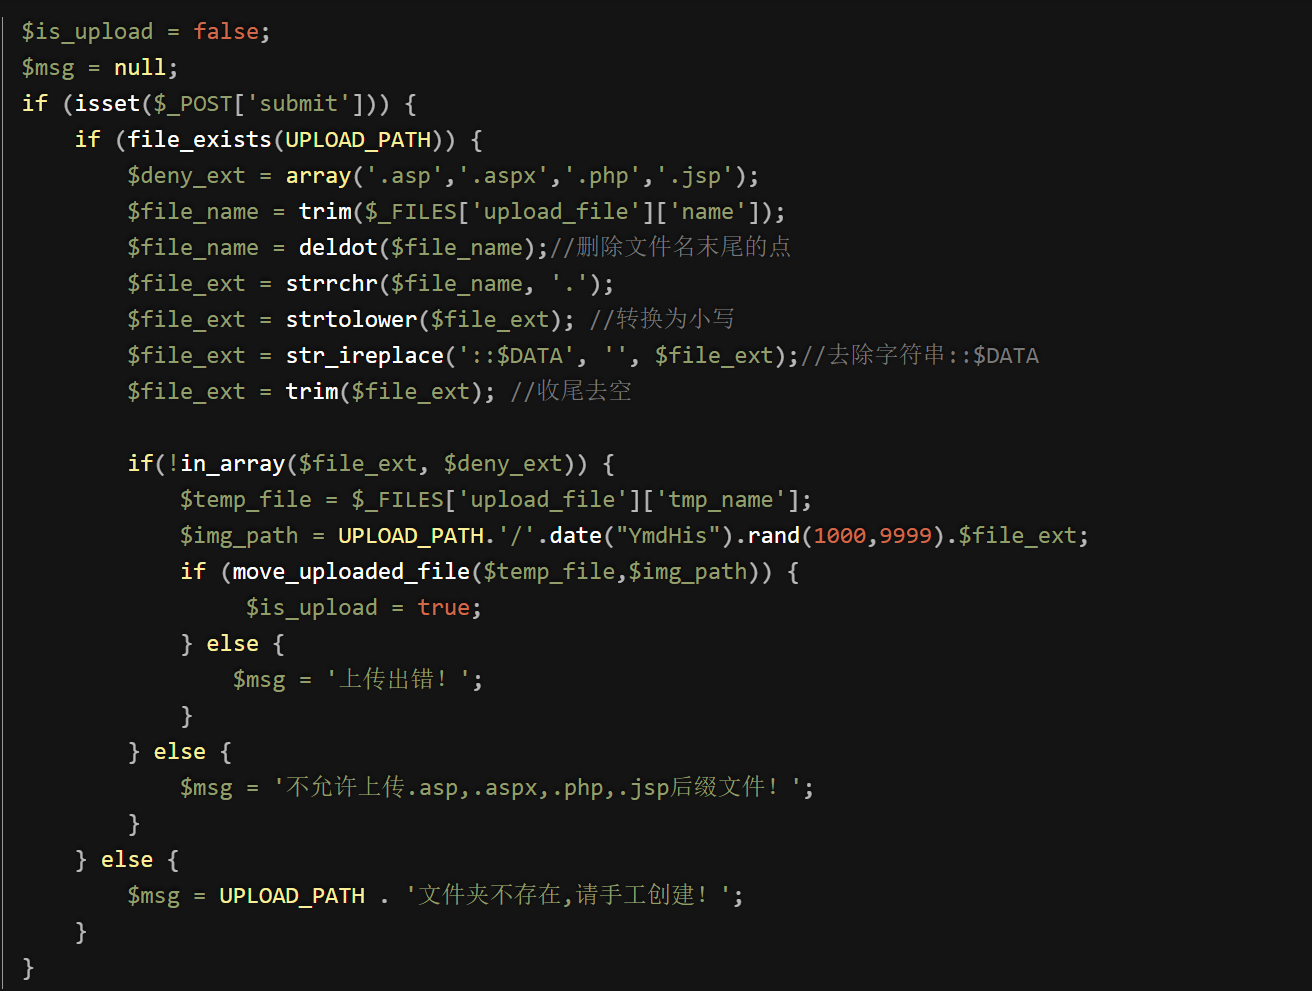 $is_upload = false;
$msg = null;
if (isset($_POST['submit'])) {
    if (file_exists(UPLOAD_PATH)) {
        $deny_ext = array('.asp','.aspx','.php','.jsp');
        $file_name = trim($_FILES['upload_file']['name']);
        $file_name = deldot($file_name);//删除文件名末尾的点
        $file_ext = strrchr($file_name, '.');
        $file_ext = strtolower($file_ext); //转换为小写
        $file_ext = str_ireplace('::$DATA', '', $file_ext);//去除字符串::$DATA
        $file_ext = trim($file_ext); //收尾去空

        if(!in_array($file_ext, $deny_ext)) {
            $temp_file = $_FILES['upload_file']['tmp_name'];
            $img_path = UPLOAD_PATH.'/'.date("YmdHis").rand(1000,9999).$file_ext;
            if (move_uploaded_file($temp_file,$img_path)) {
                 $is_upload = true;
            } else {
                $msg = '上传出错！';
            }
        } else {
            $msg = '不允许上传.asp,.aspx,.php,.jsp后缀文件！';
        }
    } else {
        $msg = UPLOAD_PATH . '文件夹不存在,请手工创建！';
    }
}